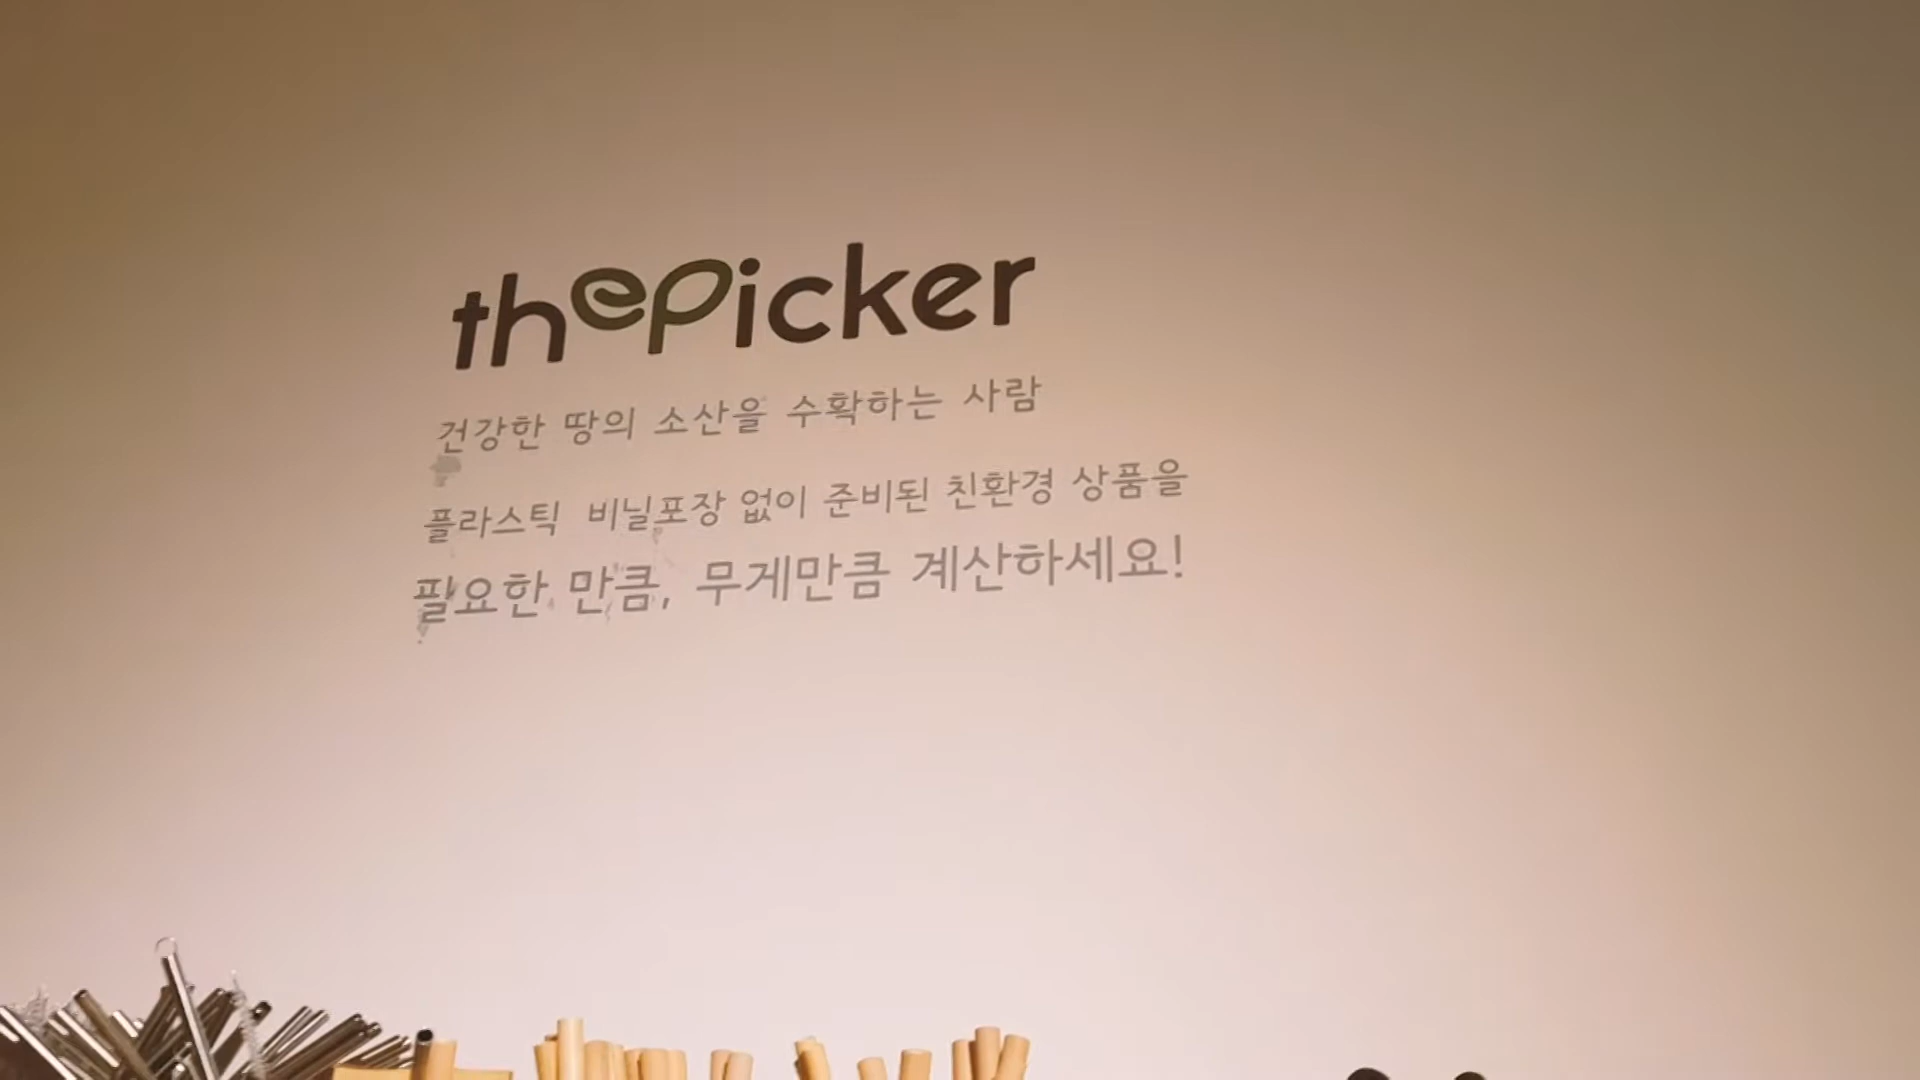 thepicker
건강한 땅의 소산을 수확하는 사람
플라스틱 비닐포장 없이 준비된 친환경 상품을
필요한 만큼, 무게만큼 계산하세요!